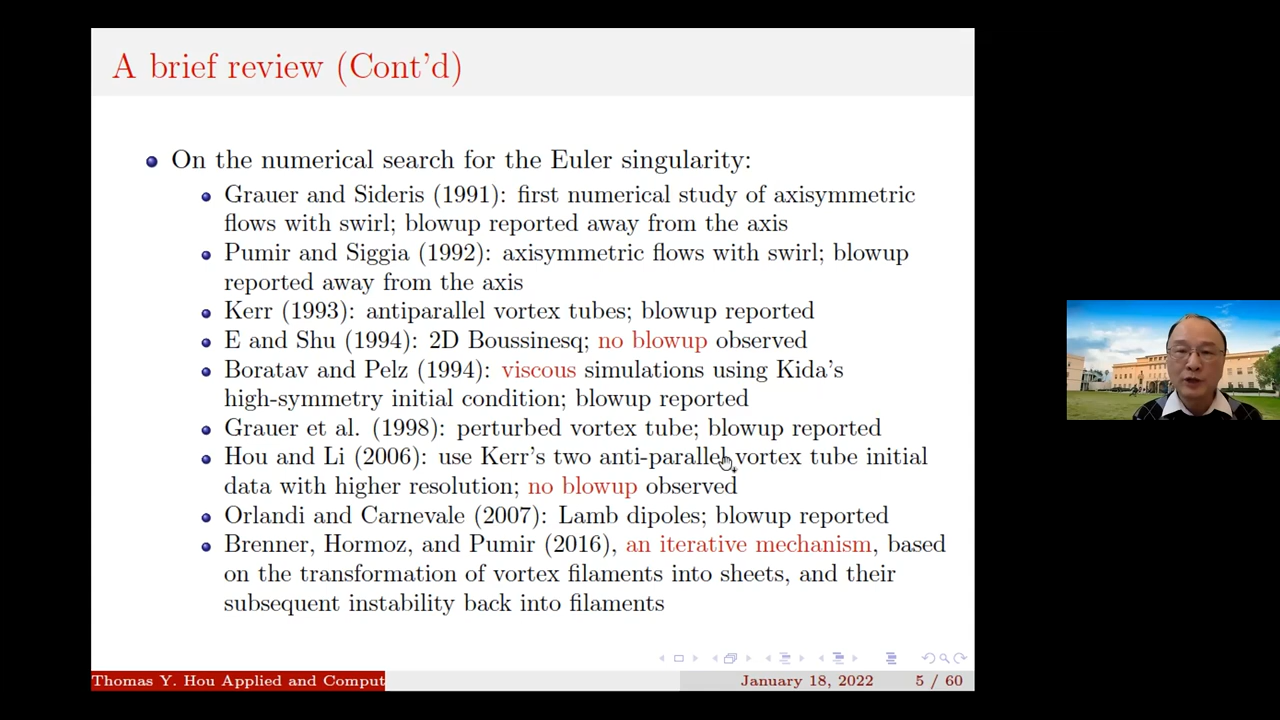 A brief review (Cont'd)
On the numerical search for the Euler singularity:
Grauer and Sideris (1991): first numerical study of axisymmetric
flows with swirl; blowup reported away from the axis
Pumir and Siggia (1992): axisymmetric flows with swirl; blowup
reported away from the axis
Kerr (1993): antiparallel vortex tubes; blowup reported
E and Shu (1994): 2D Boussinesq; no blowup observed
Boratav and Pelz (1994): viscous simulations using Kida's
high-symmetry initial condition; blowup reported
Grauer et al. (1998): perturbed vortex tube; blowup reported
Hou and Li (2006): use Kerr's two anti-parallel vortex tube initial
data with higher resolution; no blowup observed
Orlandi and Carnevale (2007): Lamb dipoles; blowup reported
Brenner, Hormoz, and Pumir (2016), an iterative mechanism, based
on the transformation of vortex filaments into sheets, and their
subsequent instability back into filaments
Thomas Y. Hou Applied and Comput
January 18, 2022
5 / 60